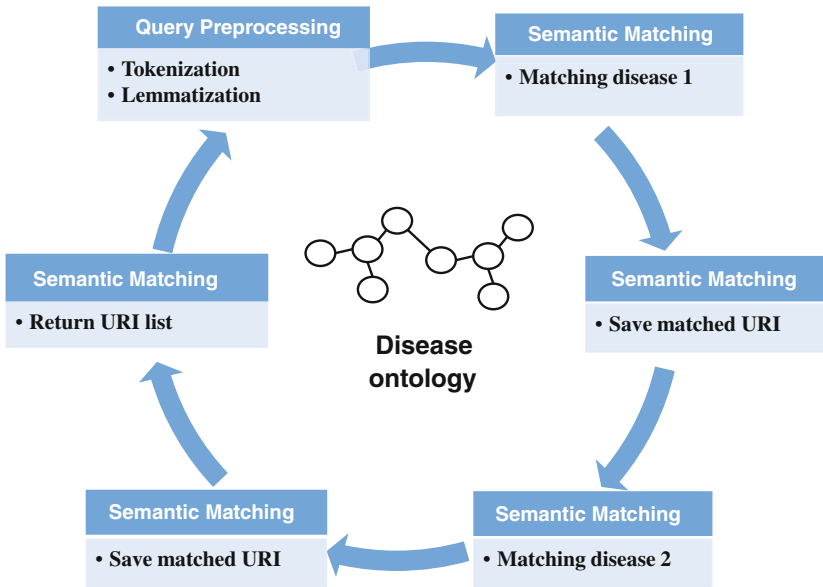 Query Preprocessing
• Tokenization
• Lemmatization
Semantic Matching
• Matching disease 1
Semantic Matching
• Save matched URI
Semantic Matching
• Matching disease 2
Semantic Matching
• Save matched URI
Semantic Matching
• Return URI list
Disease
ontology